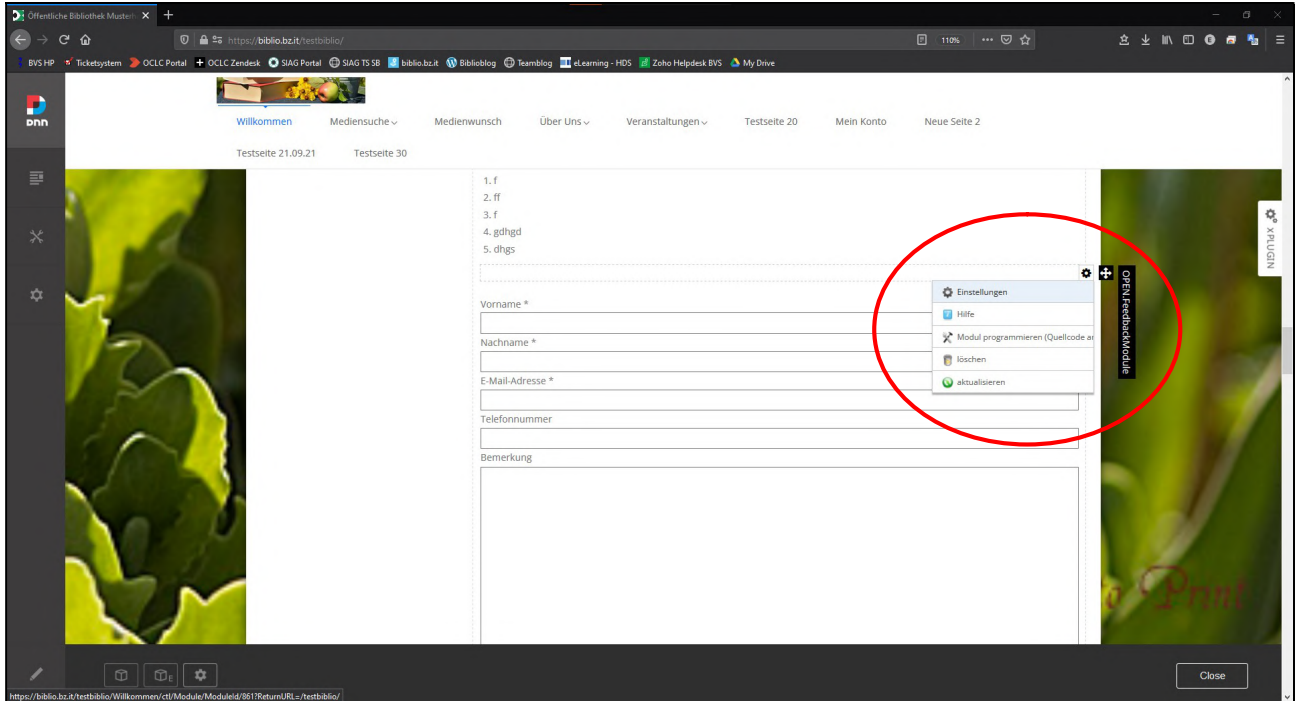 Öffentliche Bibliothek Musterh
https://biblio.bz.it/testbiblio/
110%
BVS HP Ticketsystem OCLC Portal OCLC Zendesk SIAG Portal SIAG TS SB biblio.bz.it Biblioblog Teamblog eLearning - HDS Zoho Helpdesk BVS My Drive
Dnn
Willkommen Mediensuche Medienwunsch Über Uns Veranstaltungen Testseite 20 Mein Konto Neue Seite 2
Testseite 21.09.21 Testseite 30
1. f
2. ff
3. f
4. gdhgd
5. dhgs
XPLUGIN
OPEN.FeedbackModule
Einstellungen
Hilfe
Modul programmieren (Quellcode an
löschen
aktualisieren
Vorname *
Nachname *
E-Mail-Adresse *
Telefonnummer
Bemerkung
to Print
E
Close
https://biblio.bz.it/testbiblio/Willkommen/ctl/Module/ModuleId/861?ReturnURL=/testbiblio/